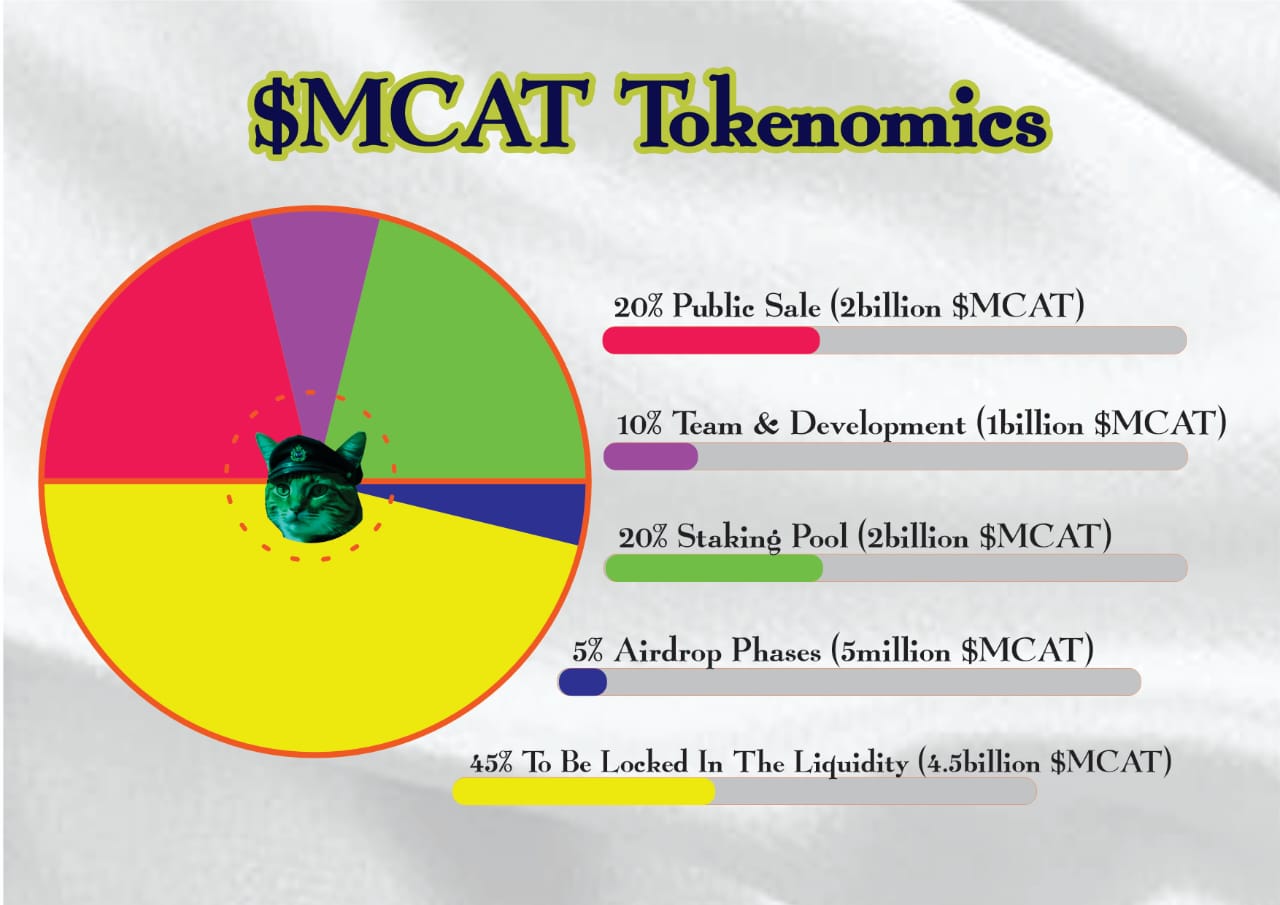 $MCAT Tokenomics
20% Public Sale (2billion $MCAT)
10% Team & Development (1billion $MCAT)
20% Staking Pool (2billion $MCAT)
5% Airdrop Phases (5million $MCAT)
45% To Be Locked In The Liquidity (4.5billion $MCAT)